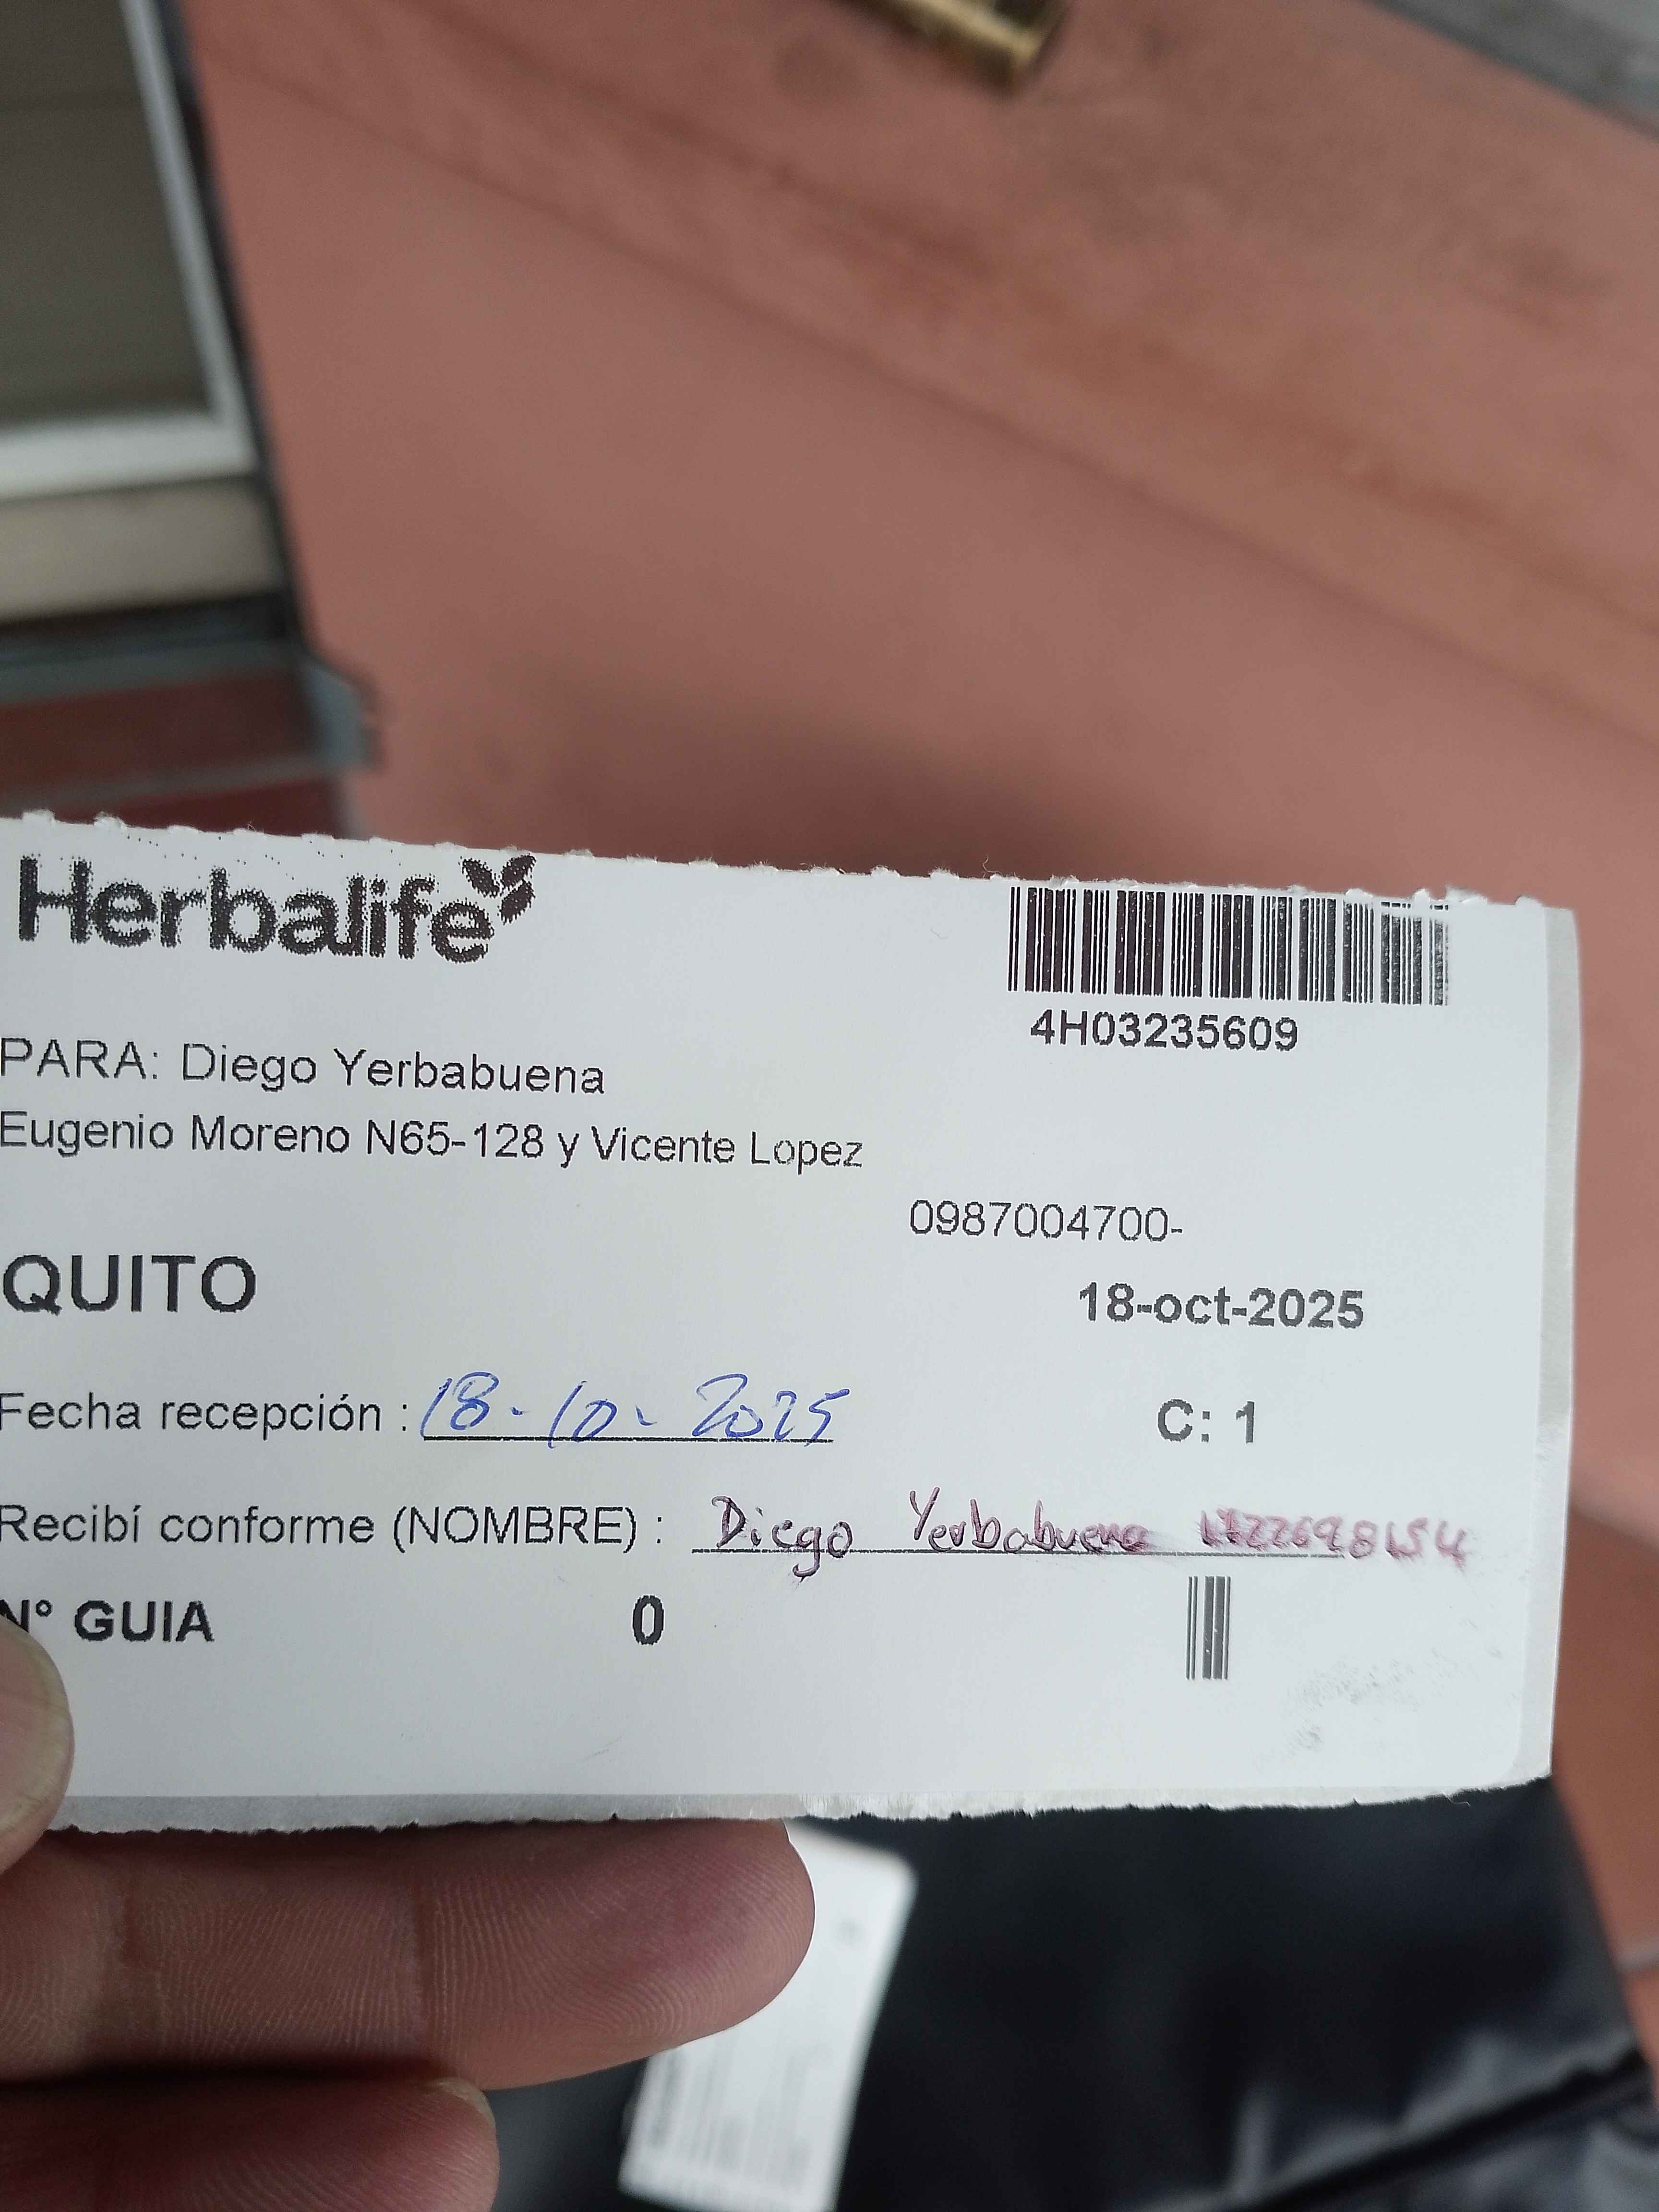 Herbalife
4H03235609
PARA: Diego Yerbabuena
Eugenio Moreno N65-128 y Vicente Lopez
0987004700-
QUITO
18-oct-2025
Fecha recepción : 18-10-2025
C: 1
Recibí conforme (NOMBRE) : Diego Yerbabuena
N° GUIA 0